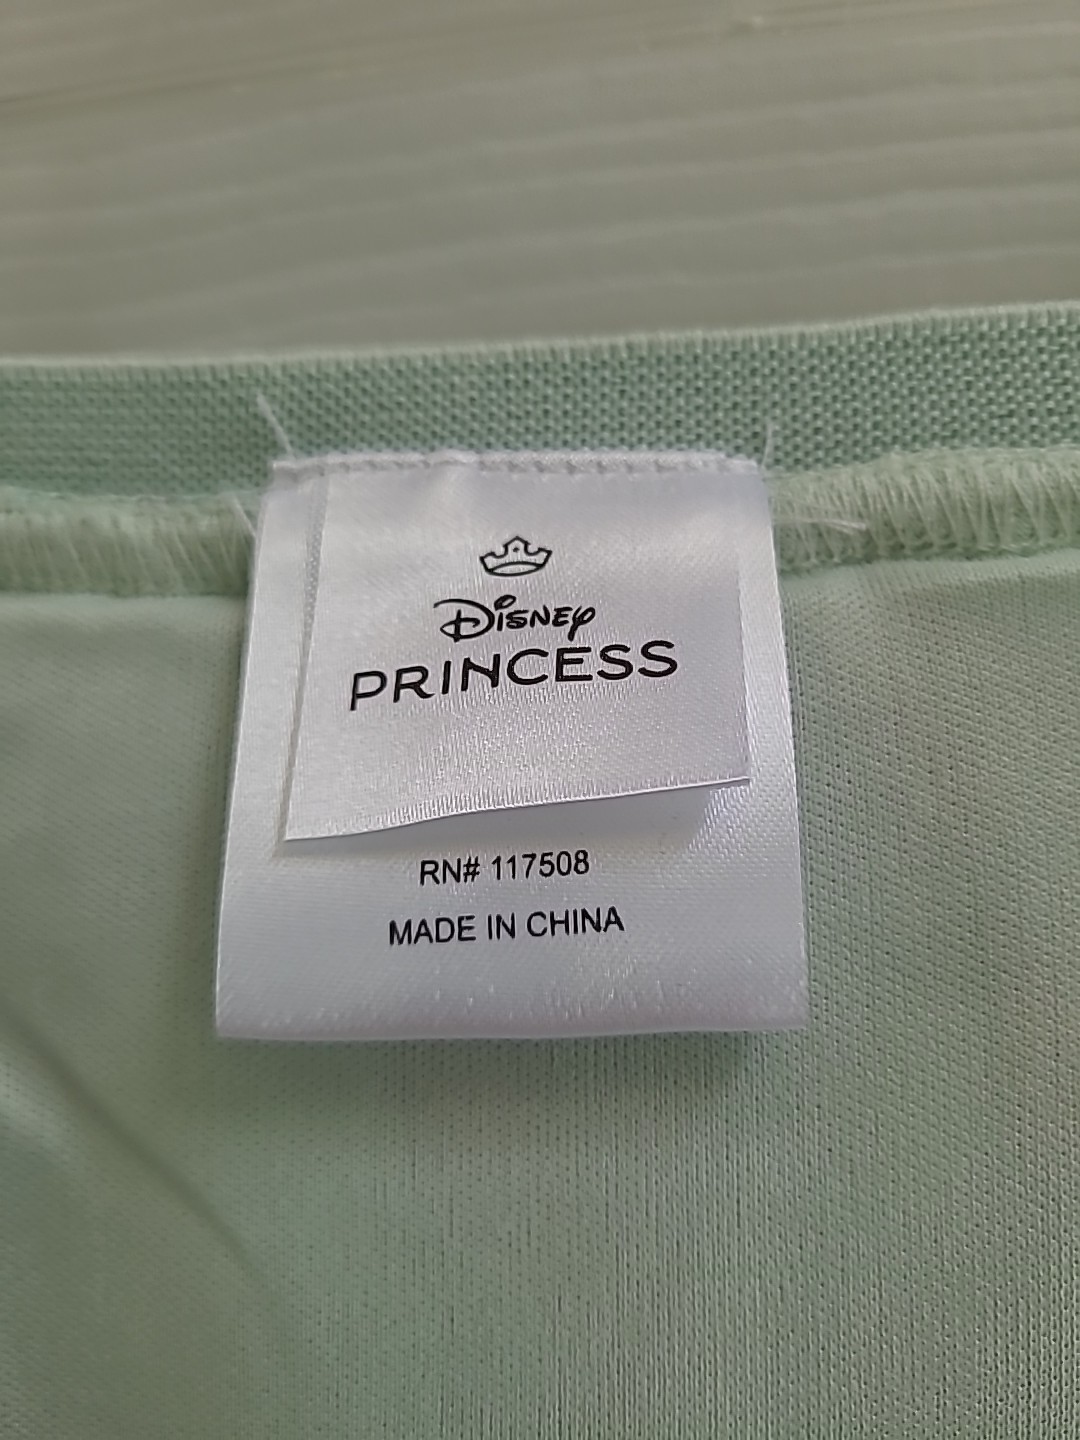 Disney
PRINCESS
RN# 117508
MADE IN CHINA